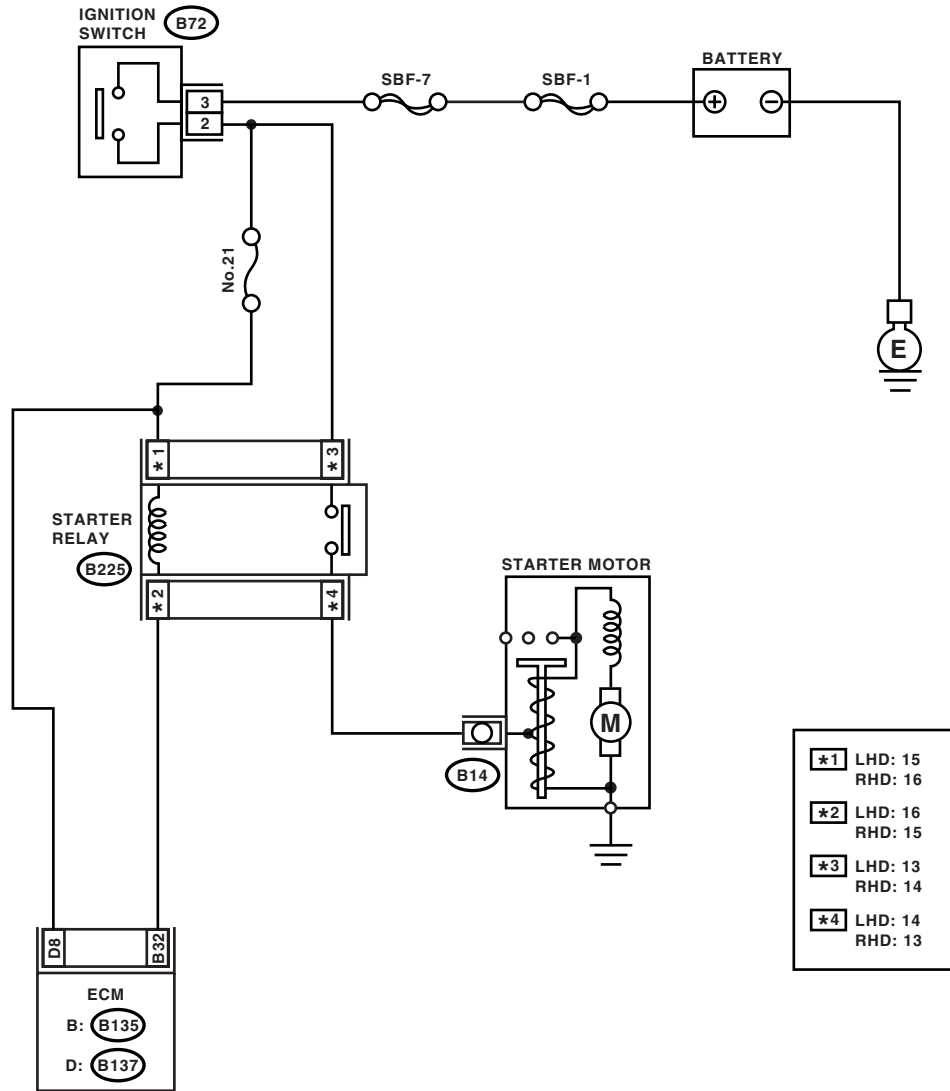 IGNITION
SWITCH
B72
BATTERY
SBF-7
SBF-1
3
2
+
−
No.21
E
*1
*3
STARTER
RELAY
B225
*2
*4
STARTER MOTOR
M
B14
*1 LHD: 15
RHD: 16
*2 LHD: 16
RHD: 15
*3 LHD: 13
RHD: 14
*4 LHD: 14
RHD: 13
D8
B32
ECM
B: B135
D: B137